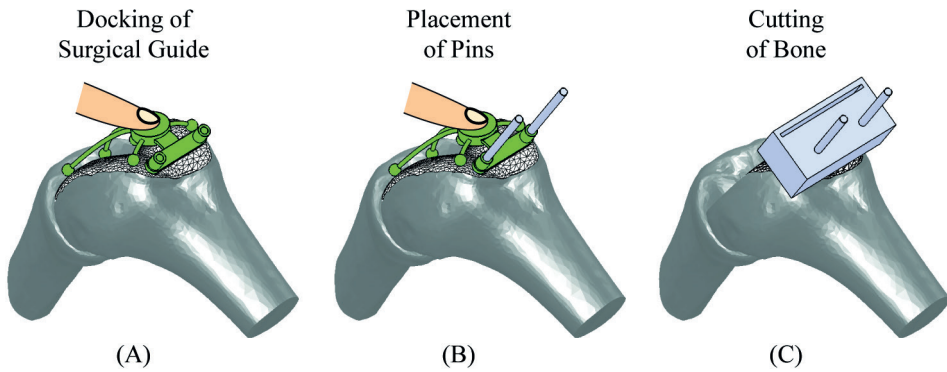 Docking of
Surgical Guide
Placement
of Pins
Cutting
of Bone
(A)
(B)
(C)